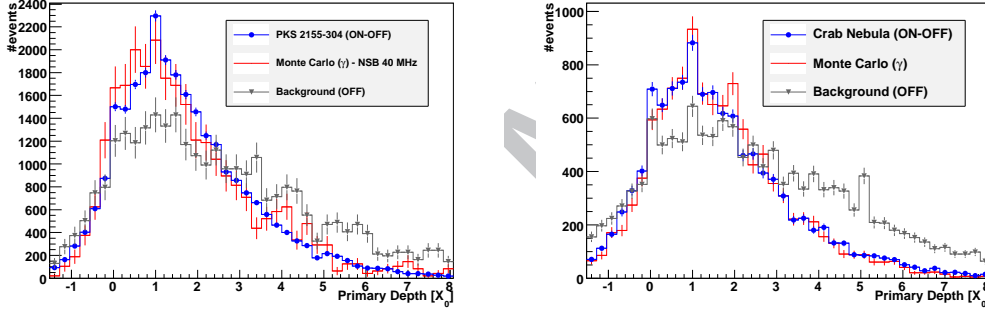 #events
2400
2200
2000
1800
1600
1400
1200
1000
800
600
400
200
0
PKS 2155-304 (ON-OFF)
Monte Carlo (γ) - NSB 40 MHz
Background (OFF)
-1 0 1 2 3 4 5 6 7 8
Primary Depth [X₀]
#events
1000
800
600
400
200
0
Crab Nebula (ON-OFF)
Monte Carlo (γ)
Background (OFF)
-1 0 1 2 3 4 5 6 7 8
Primary Depth [X₀]